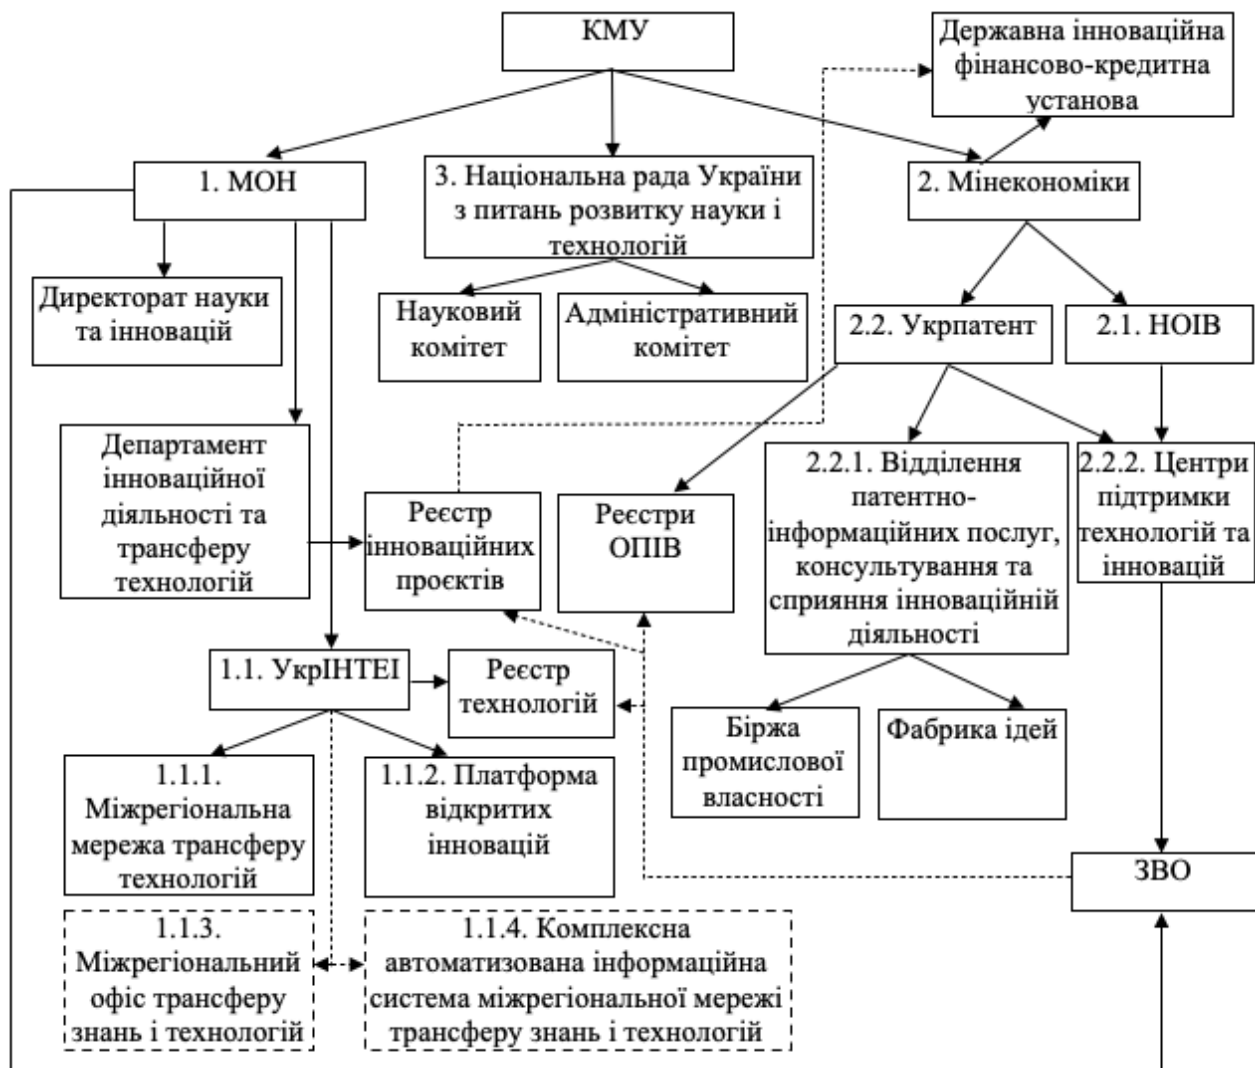 КМУ
Державна інноваційна
фінансово-кредитна
установа
1. МОН
3. Національна рада України
з питань розвитку науки і
технологій
2. Мінекономіки
Директорат науки
та інновацій
Науковий
комітет
Адміністративний
комітет
2.2. Укрпатент
2.1. НОІВ
Департамент
інноваційної
діяльності та
трансферу
технологій
Реєстр
інноваційних
проєктів
Реєстри
ОПІВ
2.2.1. Відділення
патентно-
інформаційних послуг,
консультування та
сприяння інноваційній
діяльності
2.2.2. Центри
підтримки
технологій та
інновацій
1.1. УкрІНТЕІ
Реєстр
технологій
Біржа
промислової
власності
Фабрика ідей
1.1.1.
Міжрегіональна
мережа трансферу
технологій
1.1.2. Платформа
відкритих
інновацій
ЗВО
1.1.3.
Міжрегіональний
офіс трансферу
знань і технологій
1.1.4. Комплексна
автоматизована інформаційна
система міжрегіональної мережі
трансферу знань і технологій